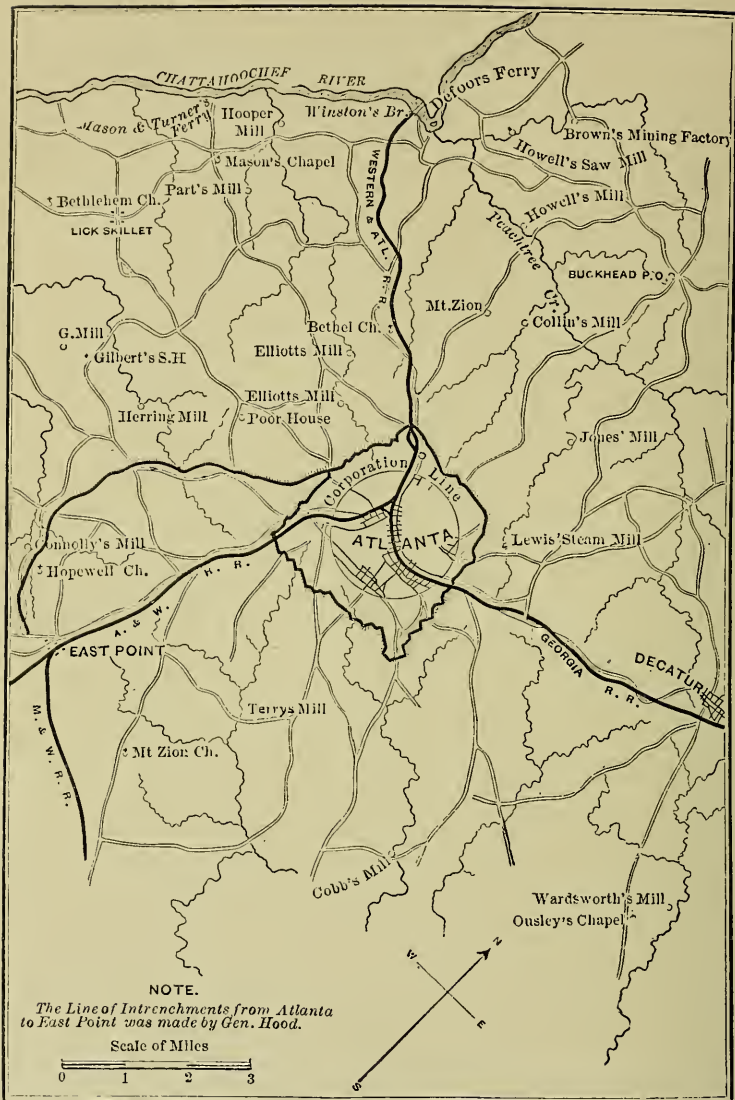 CHATTAHOOCHEF RIVER
Defoors Ferry
Mason & Turner's Ferry
Hooper Mill
Winston's Br.
Brown's Mining Factory
Howell's Saw Mill
Mason's Chapel
WESTERN & ATL. R. R.
Part's Mill
Bethlehem Ch.
Howell's Mill
LICK SKILLET
Peachtree Cr.
BUCKHEAD P.O.
Mt. Zion
Collin's Mill
Bethel Ch.
G. Mill
Elliotts Mill
Gilbert's S.H
Elliotts Mill
Herring Mill
Poor House
Jones' Mill
Corporation Line
ATLANTA
Lewis' Steam Mill
Connolly's Mill
Hopewell Ch.
A. & W. R. R.
EAST POINT
GEORGIA R. R.
DECATUR
M. & W. R. R.
Terrys Mill
Mt Zion Ch.
Cobb's Mill
Wardsworth's Mill
Ousley's Chapel
N
W.
E
S
NOTE.
The Line of Intrenchments from Atlanta
to East Point was made by Gen. Hood.
Scale of Miles
0 1 2 3